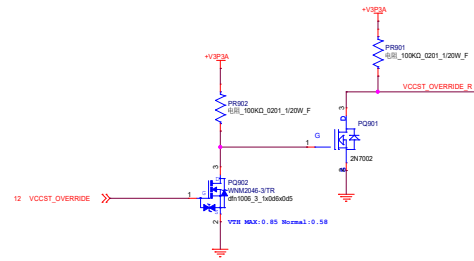 +V3P3A
PR901
电阻_100KΩ_0201_1/20W_F
+V3P3A
VCCST_OVERRIDE_R
PR902
电阻_100KΩ_0201_1/20W_F
3
D
PQ901
G
1
2N7002
3
PQ902
WNM2046-3/TR
dfn1006_3_1x0d6x0d5
12 VCCST_OVERRIDE
1
G
2
VTH MAX:0.85 Normal:0.58